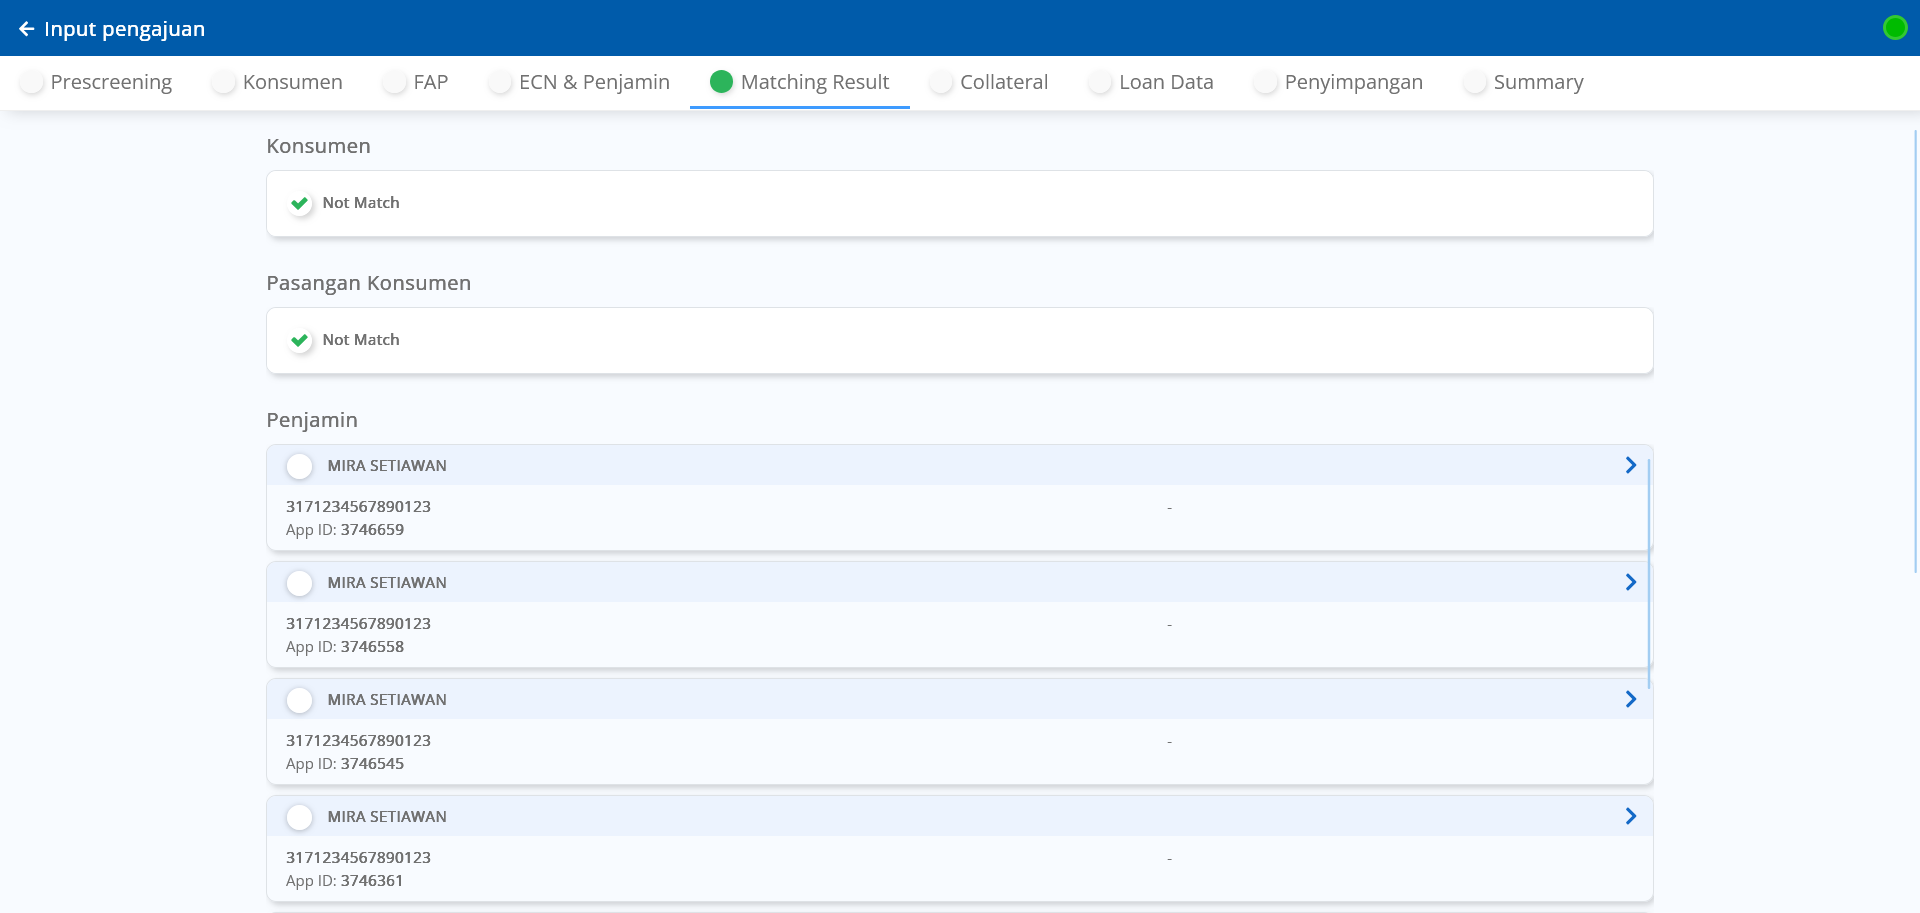 Input pengajuan
Prescreening Konsumen FAP ECN & Penjamin Matching Result Collateral Loan Data Penyimpangan Summary
Konsumen
Not Match
Pasangan Konsumen
Not Match
Penjamin
MIRA SETIAWAN
3171234567890123 -
App ID: 3746659
MIRA SETIAWAN
3171234567890123 -
App ID: 3746558
MIRA SETIAWAN
3171234567890123 -
App ID: 3746545
MIRA SETIAWAN
3171234567890123 -
App ID: 3746361